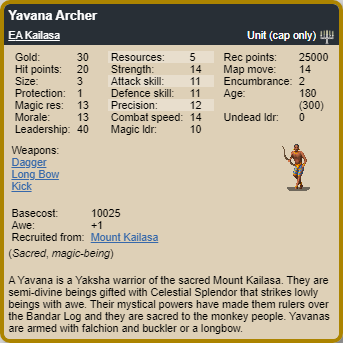 Yavana Archer
EA Kailasa Unit (cap only)
Gold: 30 Resources: 5 Rec points: 25000
Hit points: 20 Strength: 14 Map move: 14
Size: 3 Attack skill: 11 Encumbrance: 2
Protection: 1 Defence skill: 11 Age: 180
Magic res: 13 Precision: 12 (300)
Morale: 13 Combat speed: 14 Undead ldr: 0
Leadership: 40 Magic ldr: 10
Weapons:
Dagger
Long Bow
Kick
Basecost: 10025
Awe: +1
Recruited from: Mount Kailasa
(Sacred, magic-being)
A Yavana is a Yaksha warrior of the sacred Mount Kailasa. They are
semi-divine beings gifted with Celestial Splendor that strikes lowly
beings with awe. Their mystical powers have made them rulers over
the Bandar Log and they are sacred to the monkey people. Yavanas
are armed with falchion and buckler or a longbow.